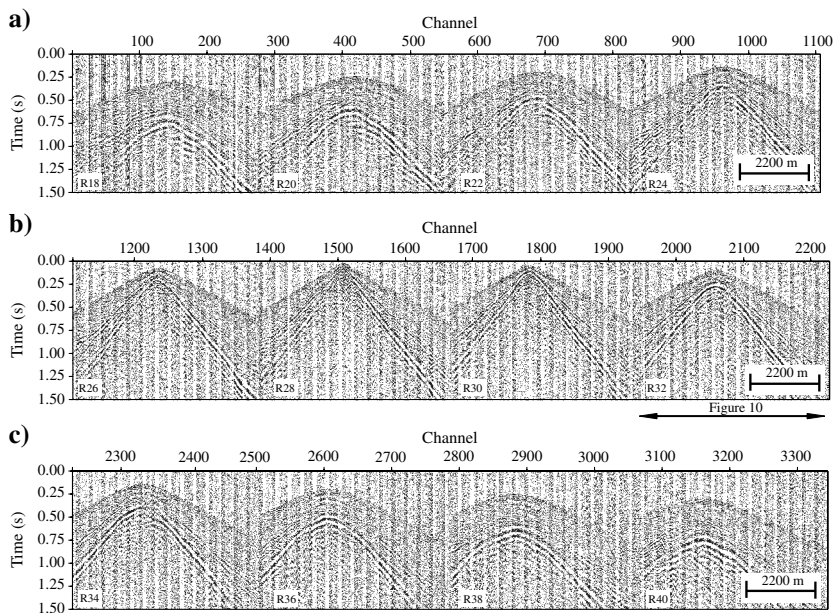 a)
Channel
100 200 300 400 500 600 700 800 900 1000 1100
Time (s)
0.00
0.25
0.50
0.75
1.00
1.25
1.50
R18 R20 R22 R24
2200 m
b)
Channel
1200 1300 1400 1500 1600 1700 1800 1900 2000 2100 2200
Time (s)
0.00
0.25
0.50
0.75
1.00
1.25
1.50
R26 R28 R30 R32
2200 m
Figure 10
c)
Channel
2300 2400 2500 2600 2700 2800 2900 3000 3100 3200 3300
Time (s)
0.00
0.25
0.50
0.75
1.00
1.25
1.50
R34 R36 R38 R40
2200 m